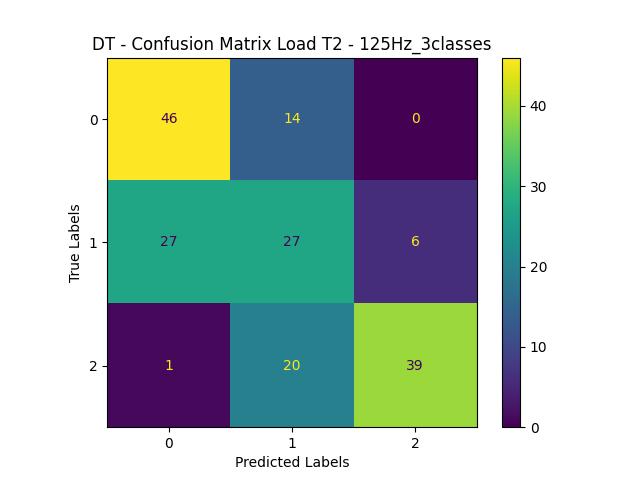 DT - Confusion Matrix Load T2 - 125Hz_3classes
0 46 14 0
1 27 27 6
2 1 20 39
0 1 2
Predicted Labels
True Labels
40
30
20
10
0